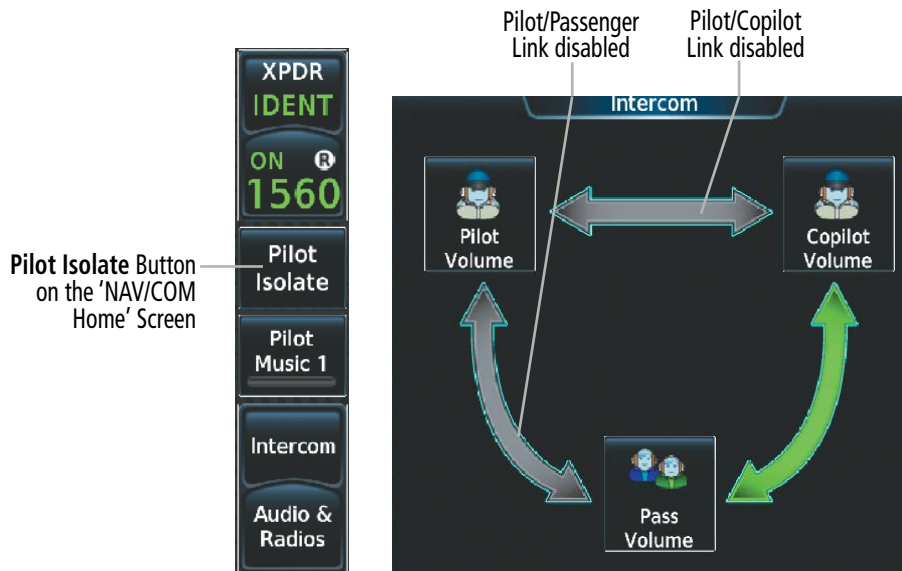 Pilot/Passenger
Link disabled
Pilot/Copilot
Link disabled
XPDR
IDENT
ON R
1560
Pilot Isolate Button
on the ‘NAV/COM
Home’ Screen
Pilot
Isolate
Pilot
Music 1
Intercom
Audio &
Radios
Intercom
Pilot
Volume
Copilot
Volume
Pass
Volume